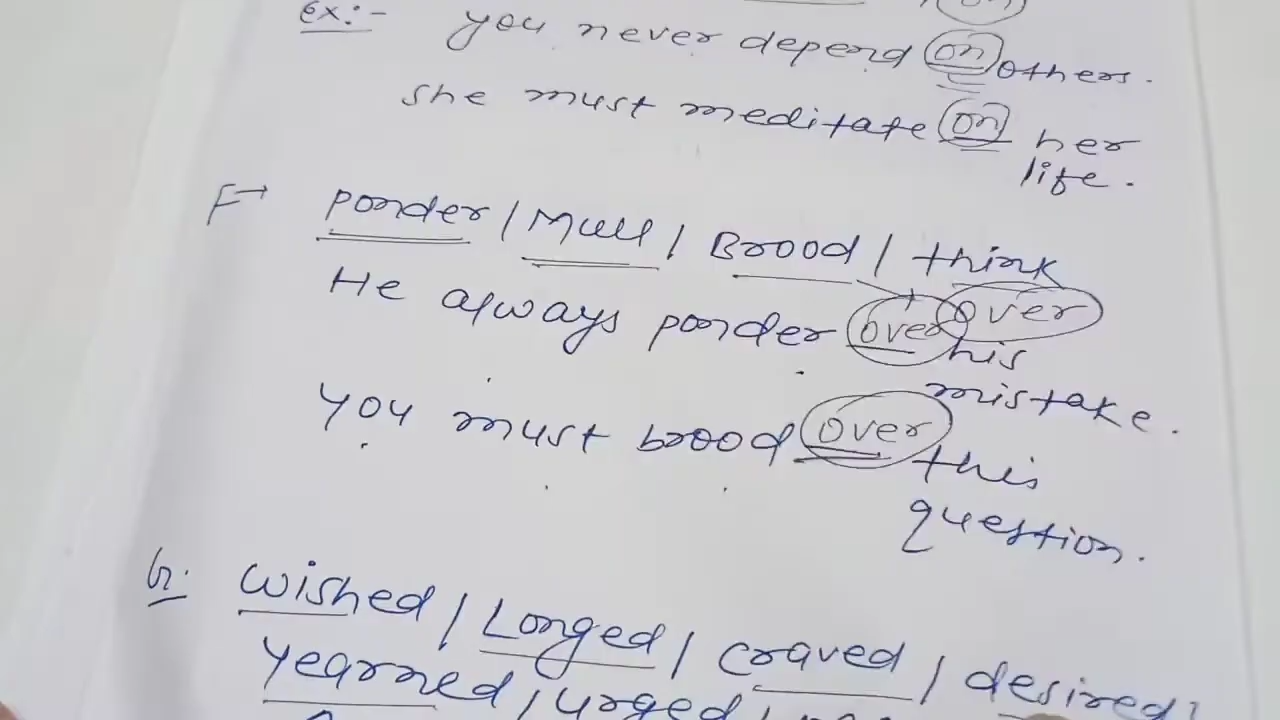 Ex:- You never depend on others.
She must meditate on her
life.
F→ Ponder / Mull / Brood / think
over
He always ponder over his
mistake.
You must brood over this
question.
G. Wished / Longed / craved / desired
Yearned / urged